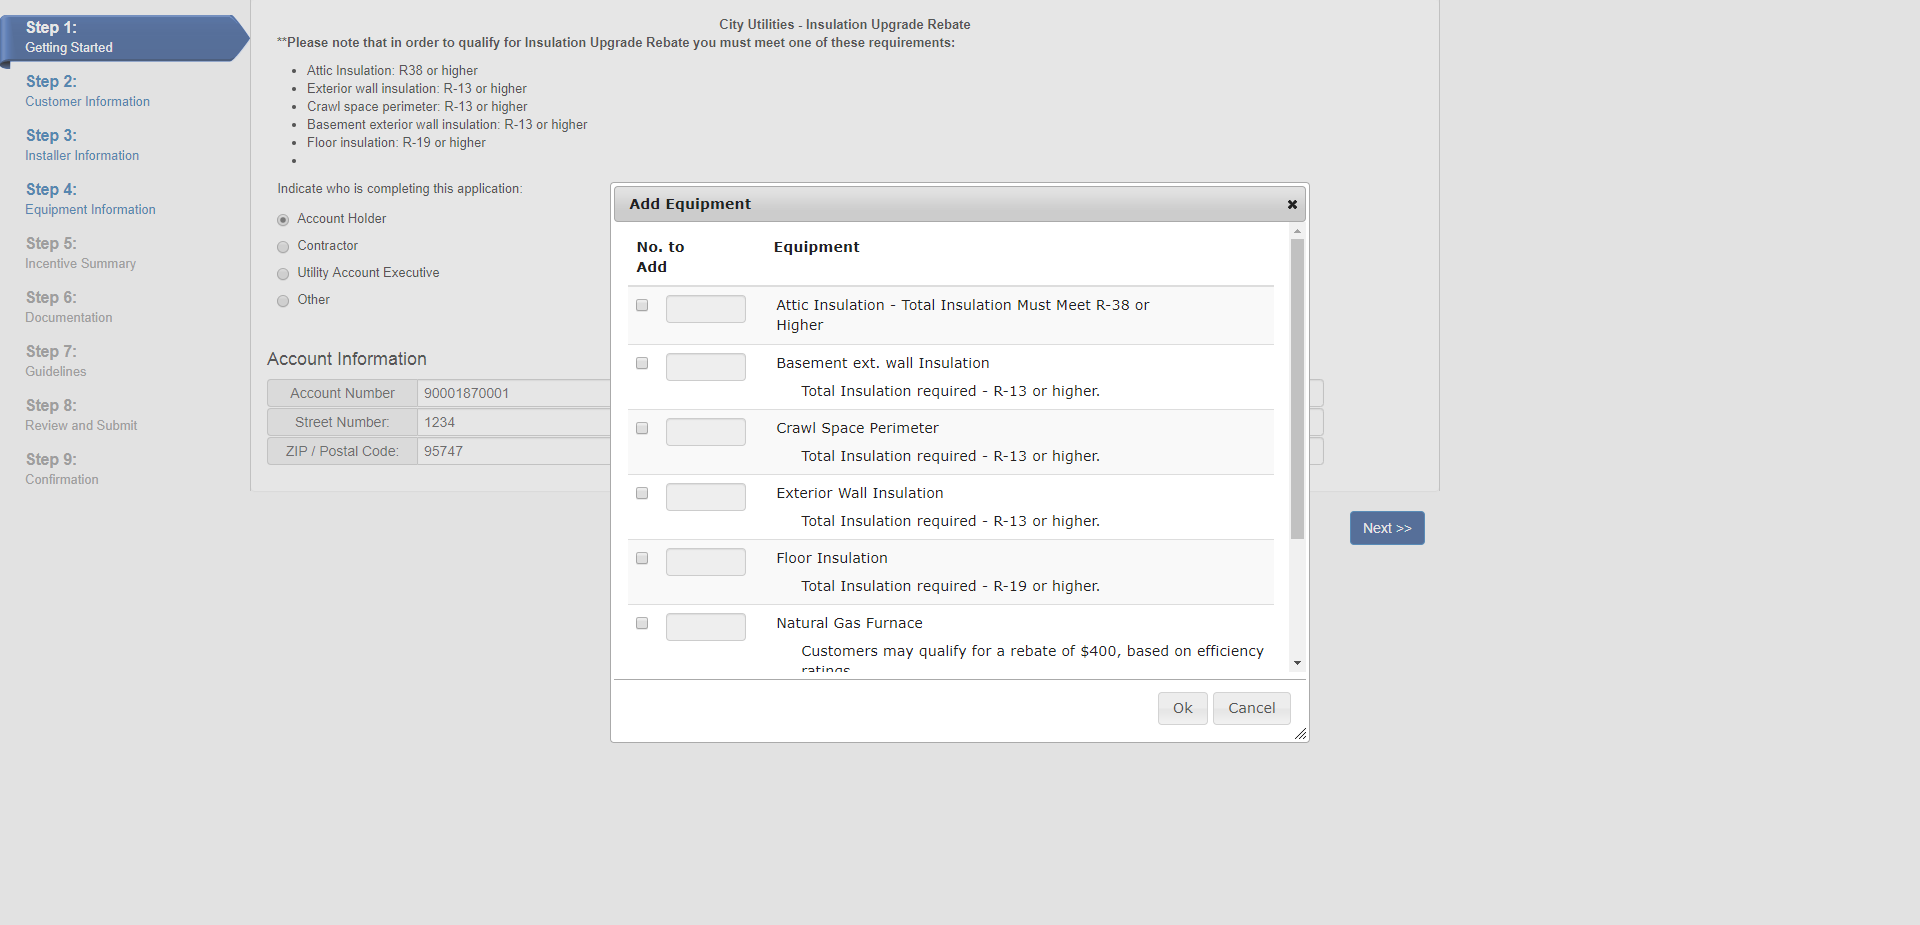 Step 1:
Getting Started
Step 2:
Customer Information
Step 3:
Installer Information
Step 4:
Equipment Information
Step 5:
Incentive Summary
Step 6:
Documentation
Step 7:
Guidelines
Step 8:
Review and Submit
Step 9:
Confirmation
City Utilities - Insulation Upgrade Rebate
**Please note that in order to qualify for Insulation Upgrade Rebate you must meet one of these requirements:
• Attic Insulation: R38 or higher
• Exterior wall insulation: R-13 or higher
• Crawl space perimeter: R-13 or higher
• Basement exterior wall insulation: R-13 or higher
• Floor insulation: R-19 or higher
•
Indicate who is completing this application:
Account Holder
Contractor
Utility Account Executive
Other
Account Information
Account Number 90001870001
Street Number: 1234
ZIP / Postal Code: 95747
Next >>
Add Equipment
No. to Add
Equipment
Attic Insulation - Total Insulation Must Meet R-38 or
Higher
Basement ext. wall Insulation
Total Insulation required - R-13 or higher.
Crawl Space Perimeter
Total Insulation required - R-13 or higher.
Exterior Wall Insulation
Total Insulation required - R-13 or higher.
Floor Insulation
Total Insulation required - R-19 or higher.
Natural Gas Furnace
Customers may qualify for a rebate of $400, based on efficiency
ratings
Ok
Cancel